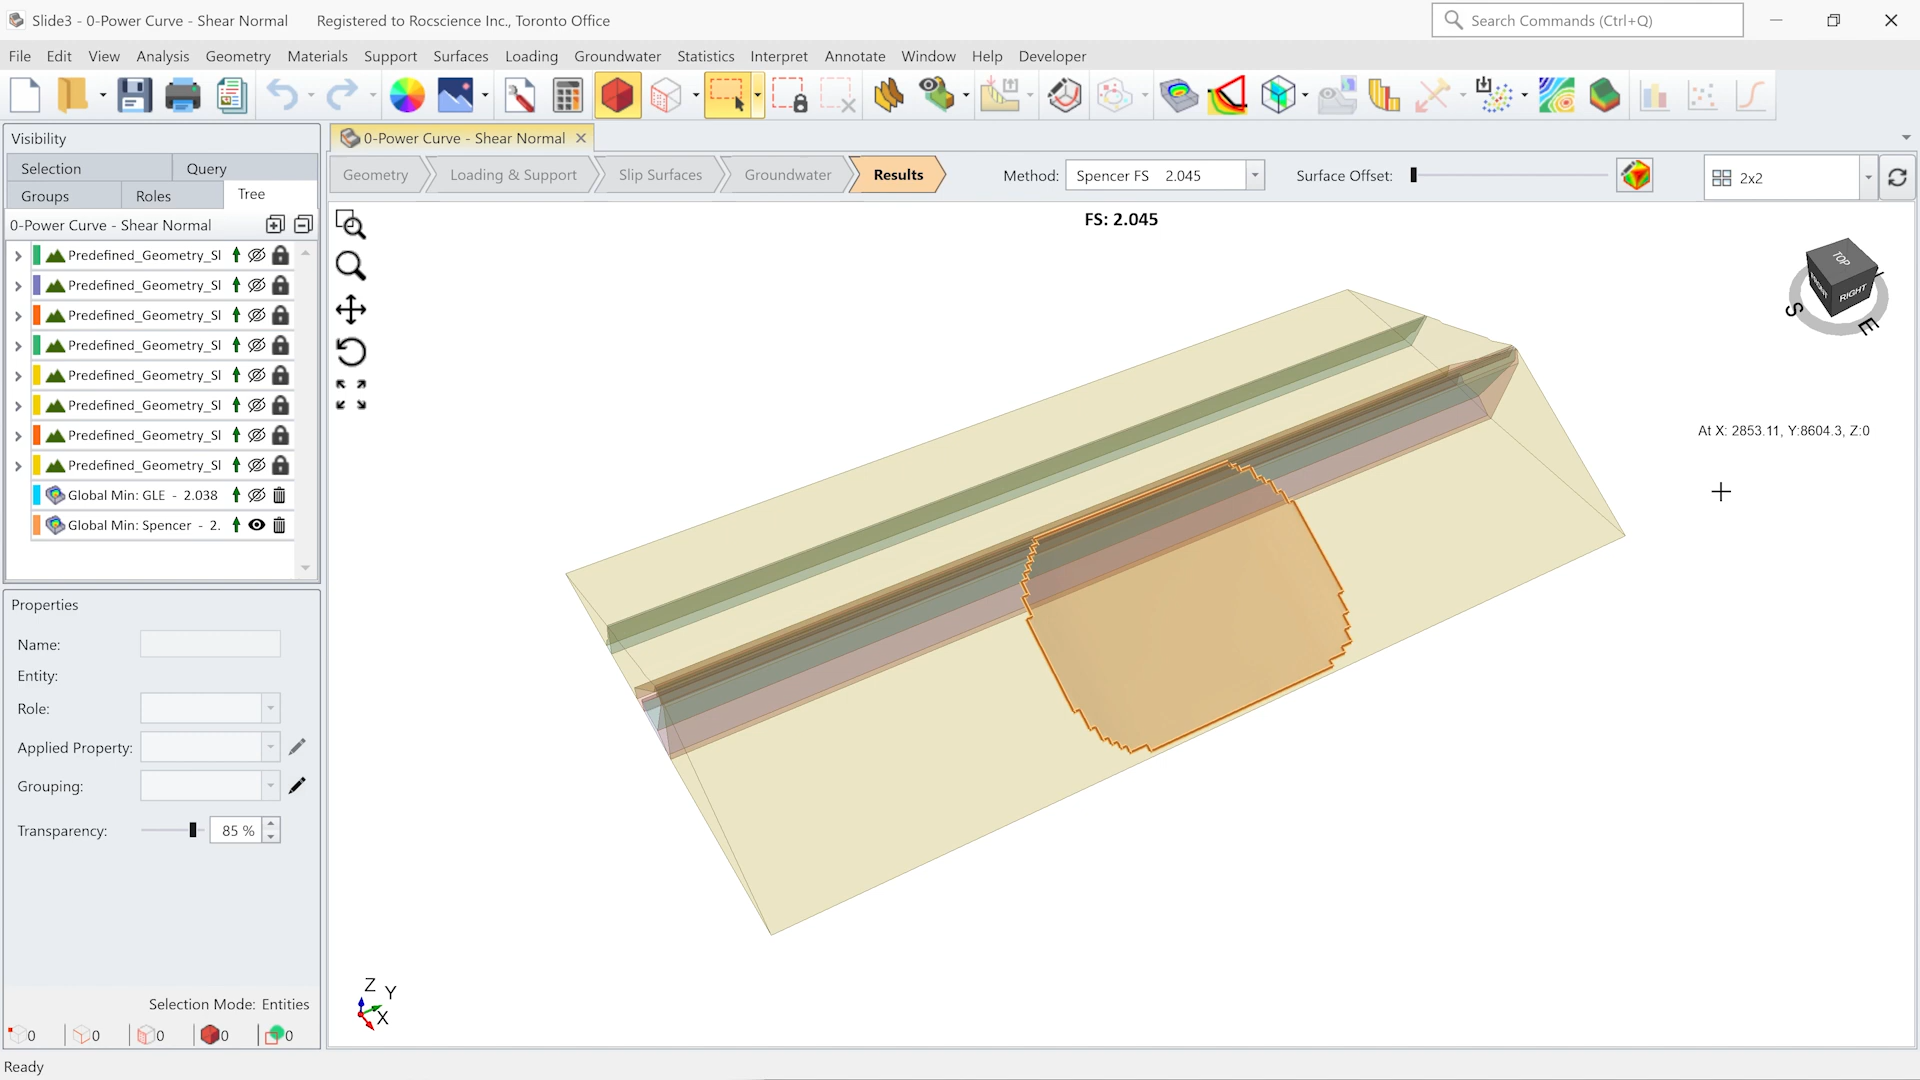 Slide3 - 0-Power Curve - Shear Normal Registered to Rocscience Inc., Toronto Office
Search Commands (Ctrl+Q)
File Edit View Analysis Geometry Materials Support Surfaces Loading Groundwater Statistics Interpret Annotate Window Help Developer
Visibility
Selection Query
Groups Roles Tree
0-Power Curve - Shear Normal
Predefined_Geometry_Sl
Predefined_Geometry_Sl
Predefined_Geometry_Sl
Predefined_Geometry_Sl
Predefined_Geometry_Sl
Predefined_Geometry_Sl
Predefined_Geometry_Sl
Predefined_Geometry_Sl
Global Min: GLE - 2.038
Global Min: Spencer - 2.
Properties
Name:
Entity:
Role:
Applied Property:
Grouping:
Transparency: 85 %
Selection Mode: Entities
0 0 0 0 0
Ready
0-Power Curve - Shear Normal
Geometry Loading & Support Slip Surfaces Groundwater Results
Method: Spencer FS 2.045 Surface Offset: 2x2
FS: 2.045
TOP
FRONT RIGHT
S E
At X: 2853.11, Y:8604.3, Z:0
Z Y
X